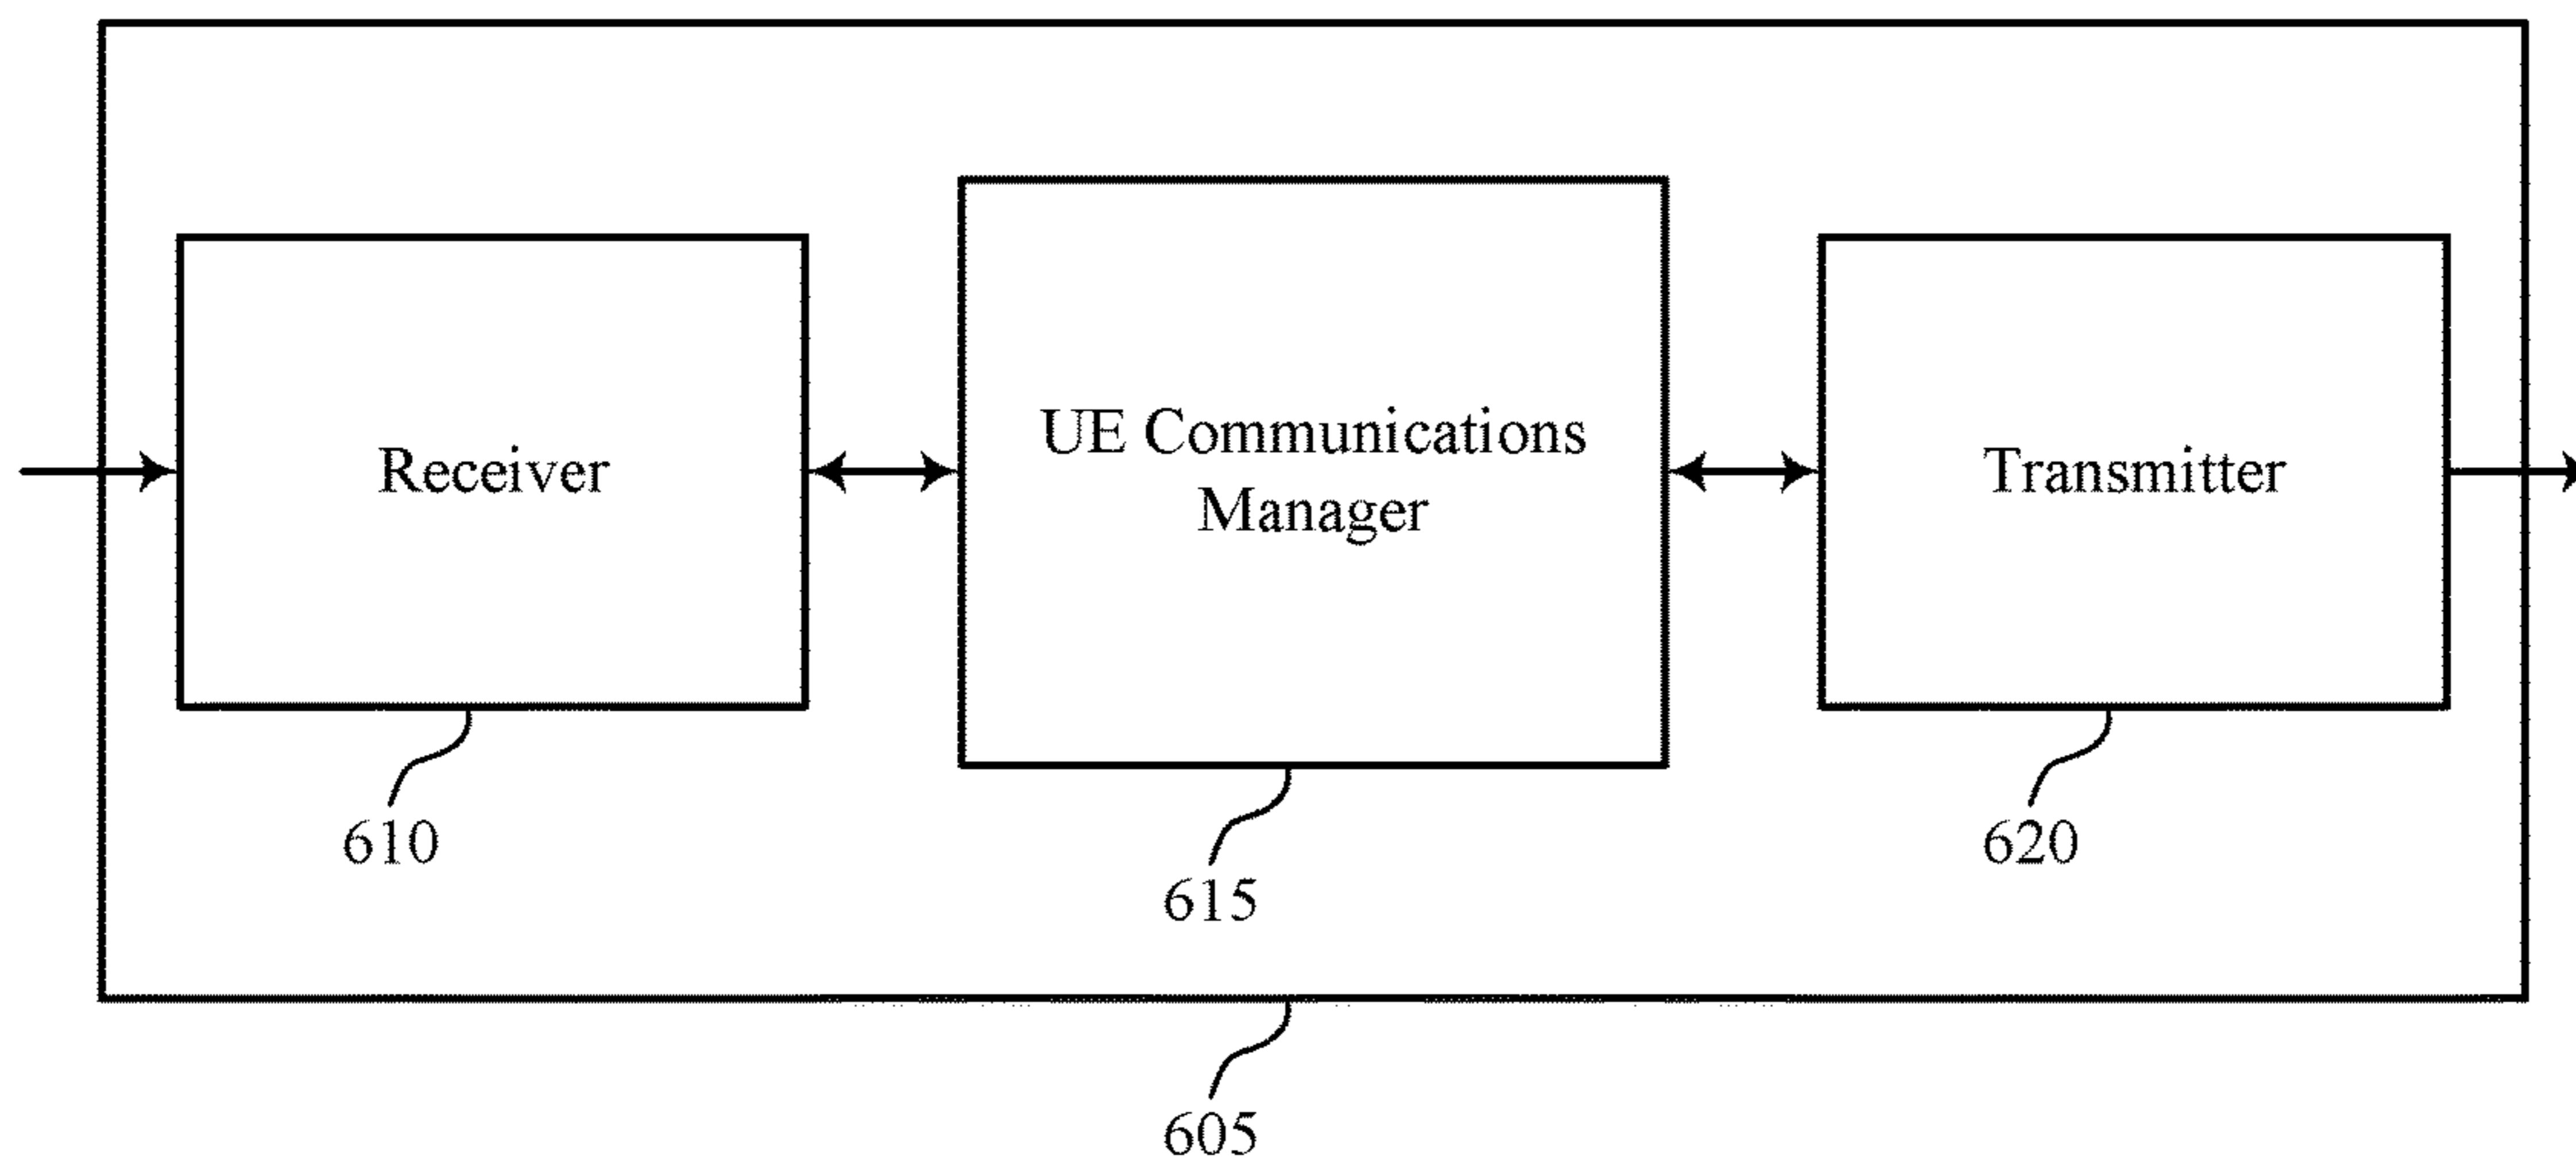 Receiver
UE Communications
Manager
Transmitter
610
615
620
605